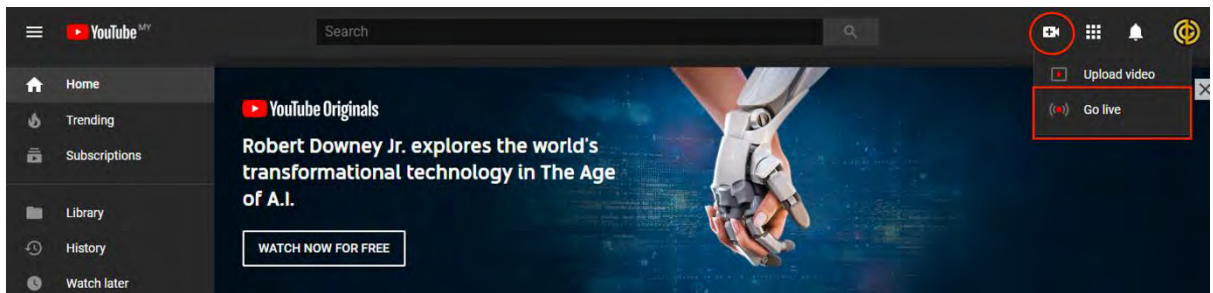 YouTube MY
Search
Upload video
Go live
Home
Trending
Subscriptions
Library
History
Watch later
YouTube Originals
Robert Downey Jr. explores the world's
transformational technology in The Age
of A.I.
WATCH NOW FOR FREE